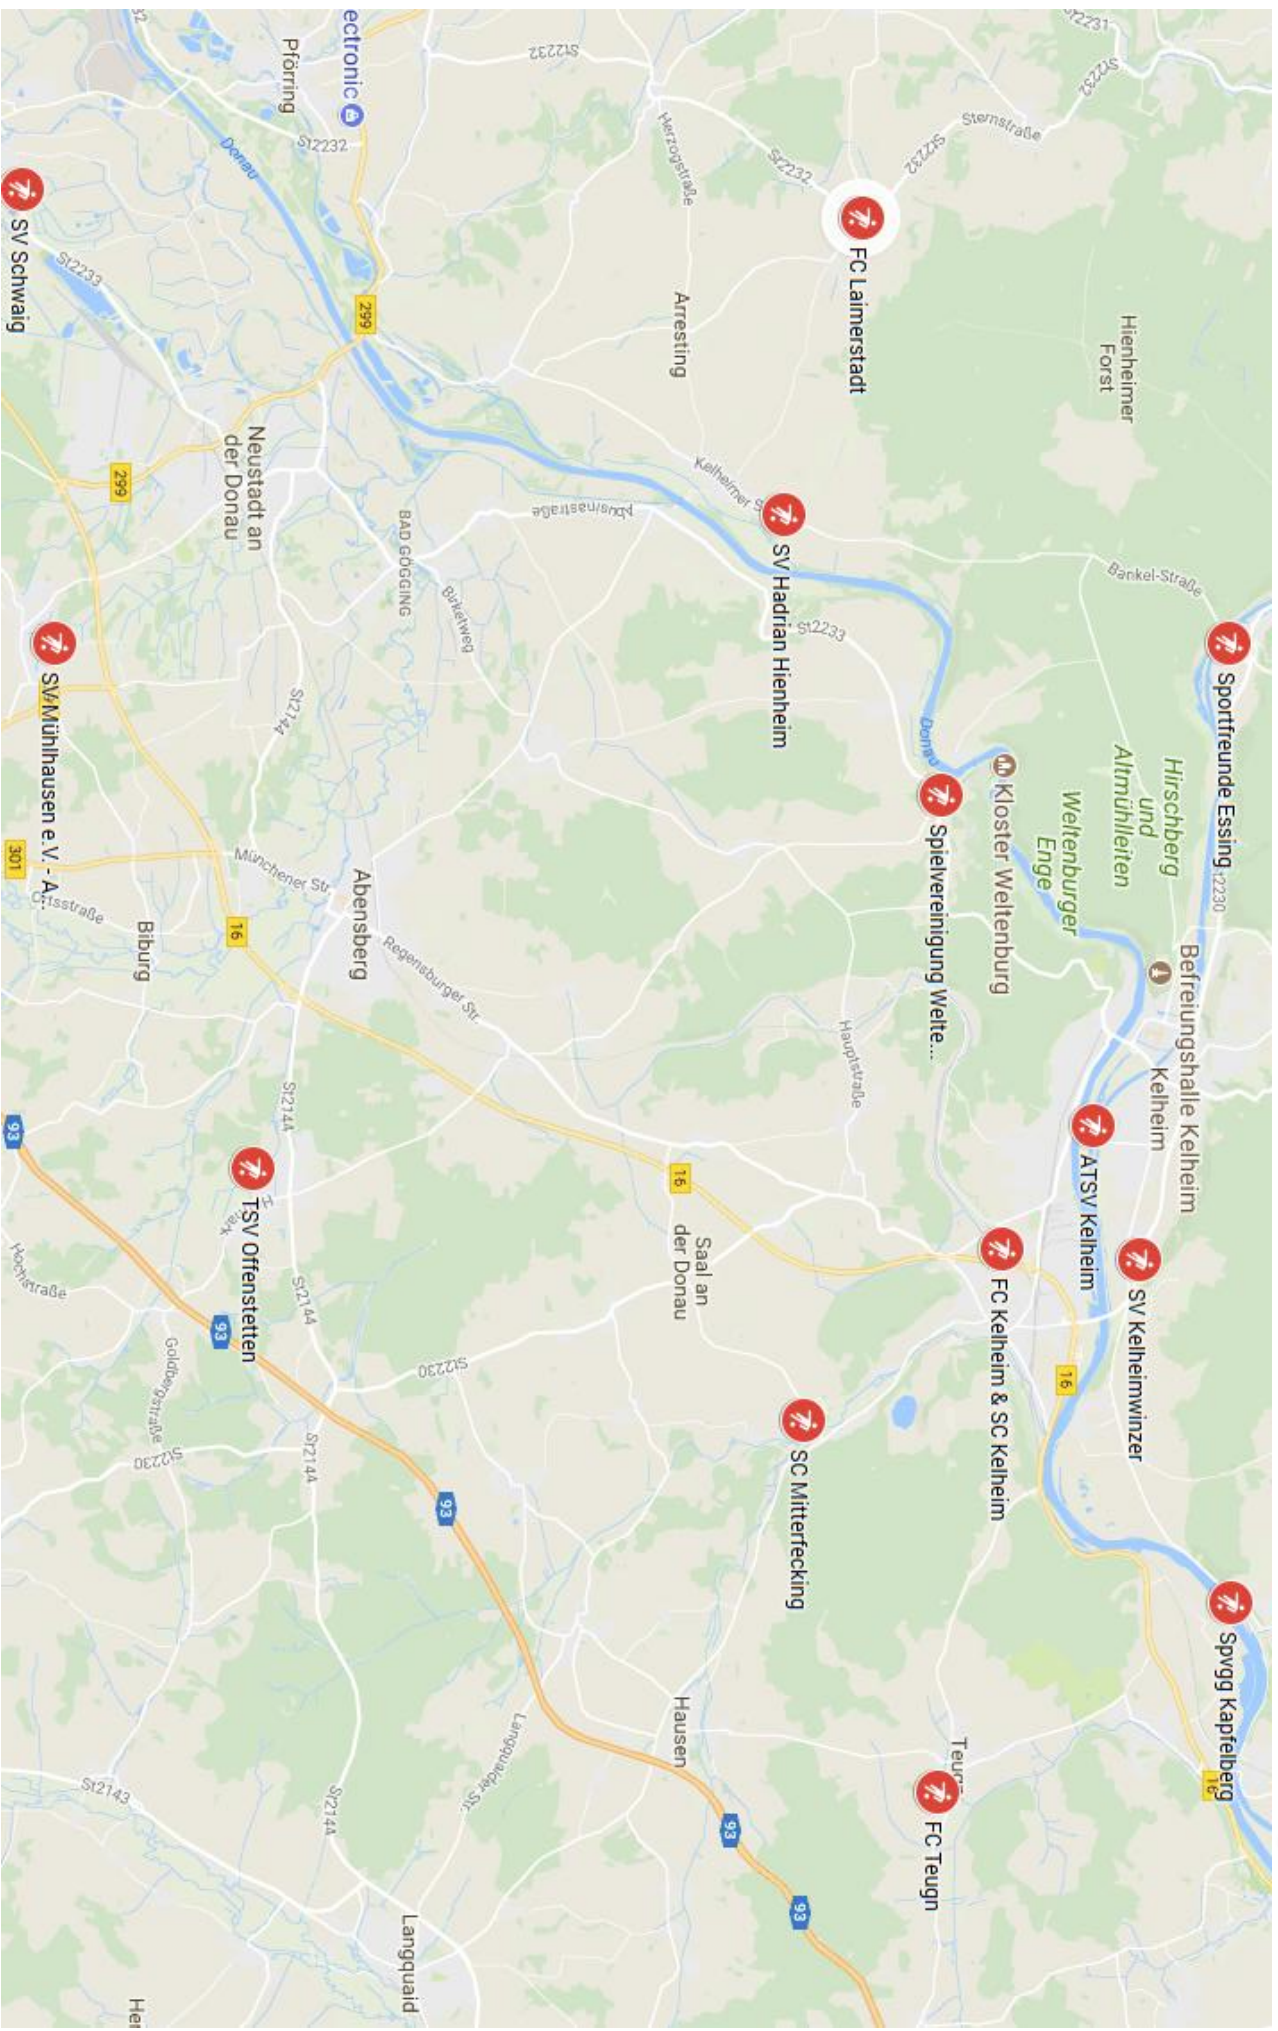 Sportfreunde Essing
2230
Spvgg Kapfelberg
16
Befreiungshalle Kelheim
Hirschberg
und
Altmühlleiten
Bankel-Straße
Kelheim
SV Kelheimwinzer
Hienheimer
Forst
St2231
St2232
ATSV Kelheim
16
Weltenburger
Enge
Kloster Weltenburg
Sternstraße
FC Kelheim & SC Kelheim
St2232
Donau
Spielvereinigung Welte...
FC Teugn
FC Laimerstadt
Hauptstraße
St2233
St2232
SC Mitterfecking
93
SV Hadrian Hienheim
Kelheimer S
93
Saal an
der Donau
16
Hausen
Arresting
Herzogstraße
Abusinastraße
St2232
Langquaider Str.
Birketweg
93
St2230
Regensburger Str.
BAD GÖGGING
Langquaid
299
Abensberg
ectronic
St2232
St2144
St2144
St2144
St2144
St2144
Pförring
Münchener Str.
Neustadt an
der Donau
TSV Offenstetten
Donau
16
93
Goldbergstraße
St2230
Biburg
299
St2143
St2233
SV Mühlhausen e.V. - A...
Ortsstraße
Hochstraße
SV Schwaig
301
93